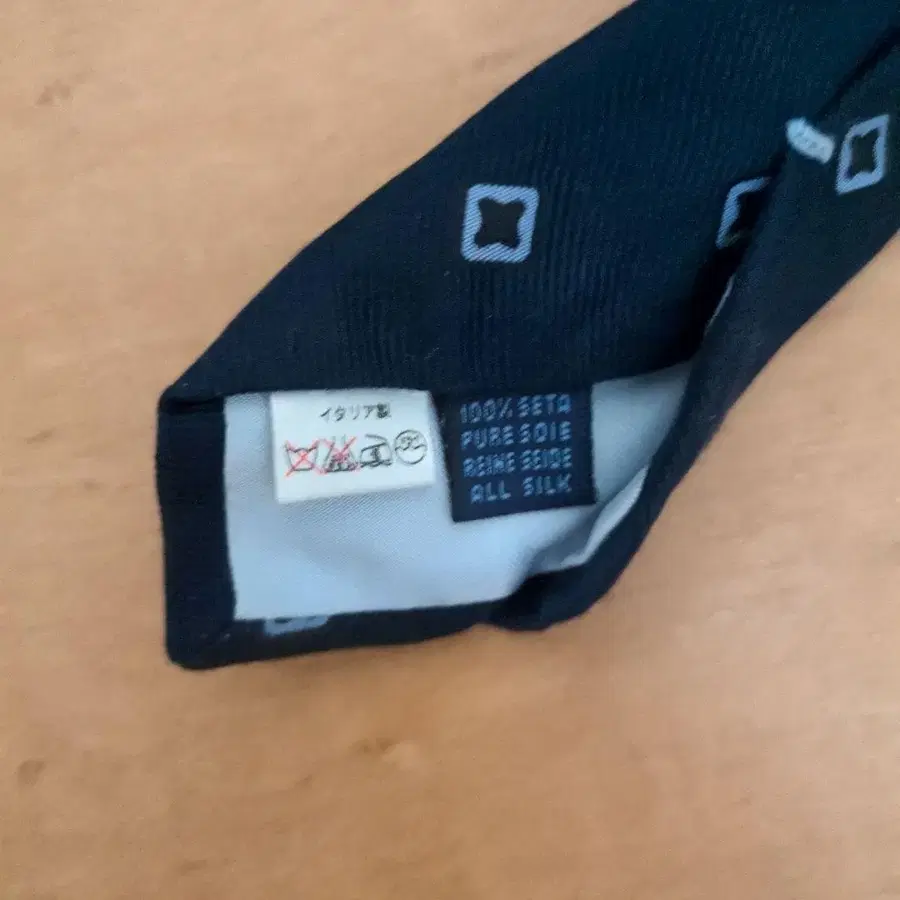 イタリア製
100% SETA
PURE SOIE
REINE SEIDE
ALL SILK